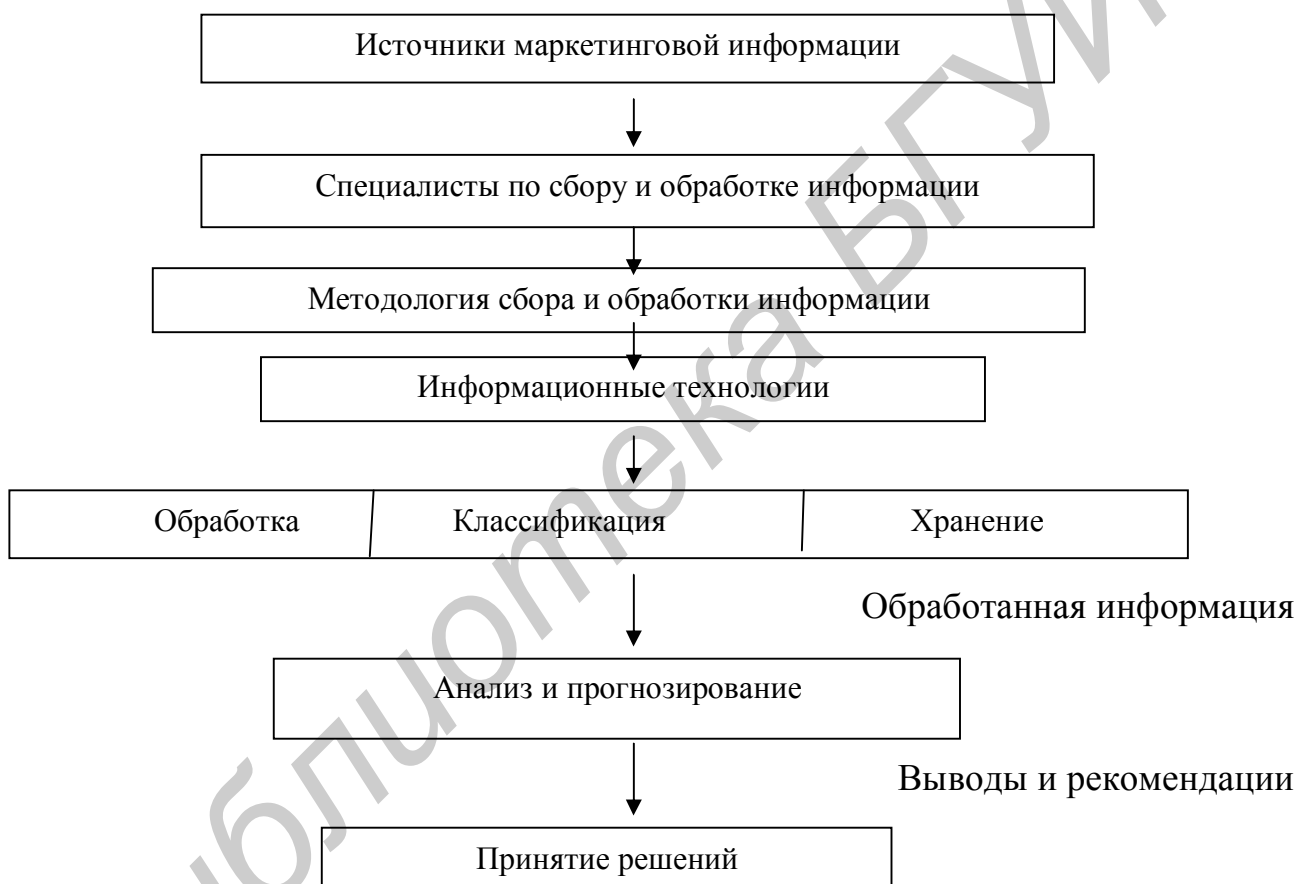 Источники маркетинговой информации
Специалисты по сбору и обработке информации
Методология сбора и обработки информации
Информационные технологии
Обработка Классификация Хранение
Обработанная информация
Анализ и прогнозирование
Выводы и рекомендации
Принятие решений